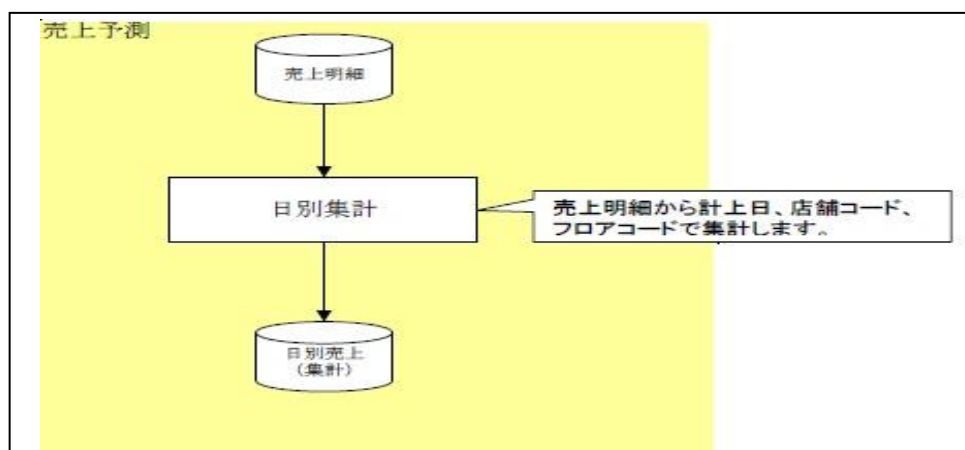 売上予測
売上明細
日別集計
売上明細から計上日、店舗コード、
フロアコードで集計します。
日別売上
(集計)